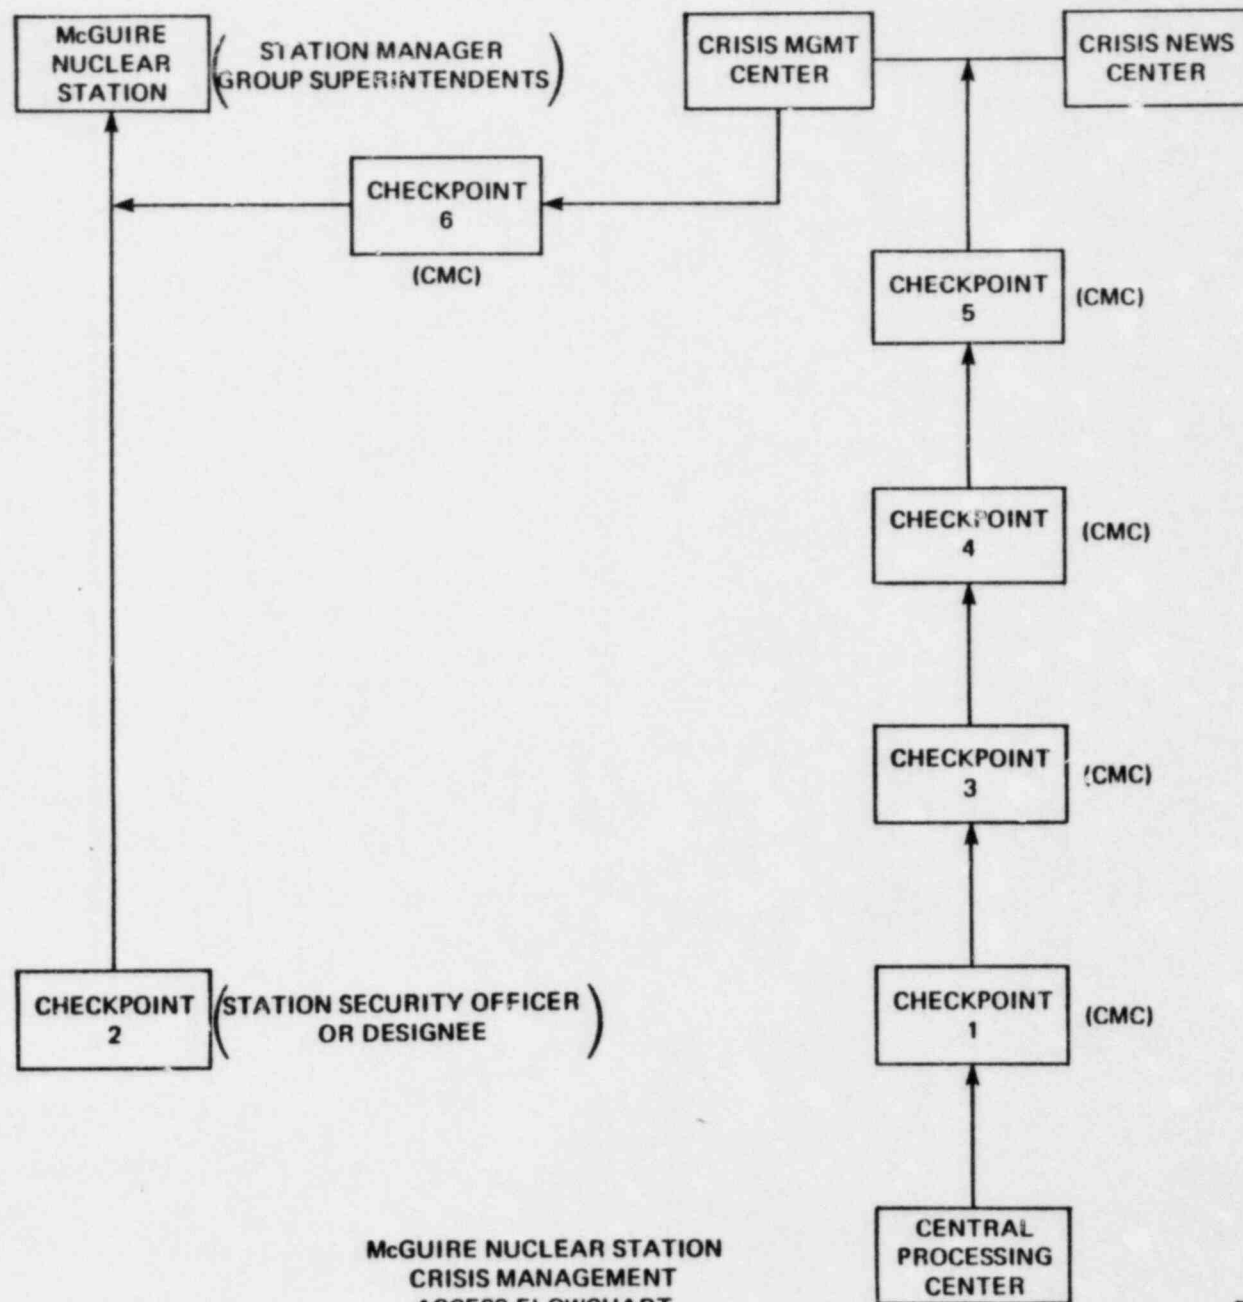 McGUIRE
NUCLEAR
STATION
(STATION MANAGER
GROUP SUPERINTENDENTS)
CRISIS MGMT
CENTER
CRISIS NEWS
CENTER
CHECKPOINT
6
(CMC)
CHECKPOINT
5
(CMC)
CHECKPOINT
4
(CMC)
CHECKPOINT
3
(CMC)
CHECKPOINT
2
(STATION SECURITY OFFICER
OR DESIGNEE)
CHECKPOINT
1
(CMC)
CENTRAL
PROCESSING
CENTER
McGUIRE NUCLEAR STATION
CRISIS MANAGEMENT
ACCESS FLOWCHART